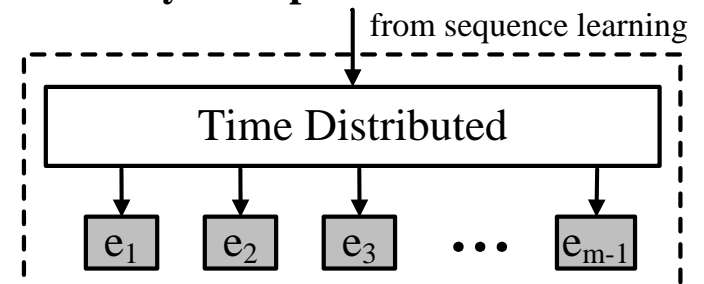 from sequence learning
Time Distributed
e₁ e₂ e₃ ••• eₘ₋₁